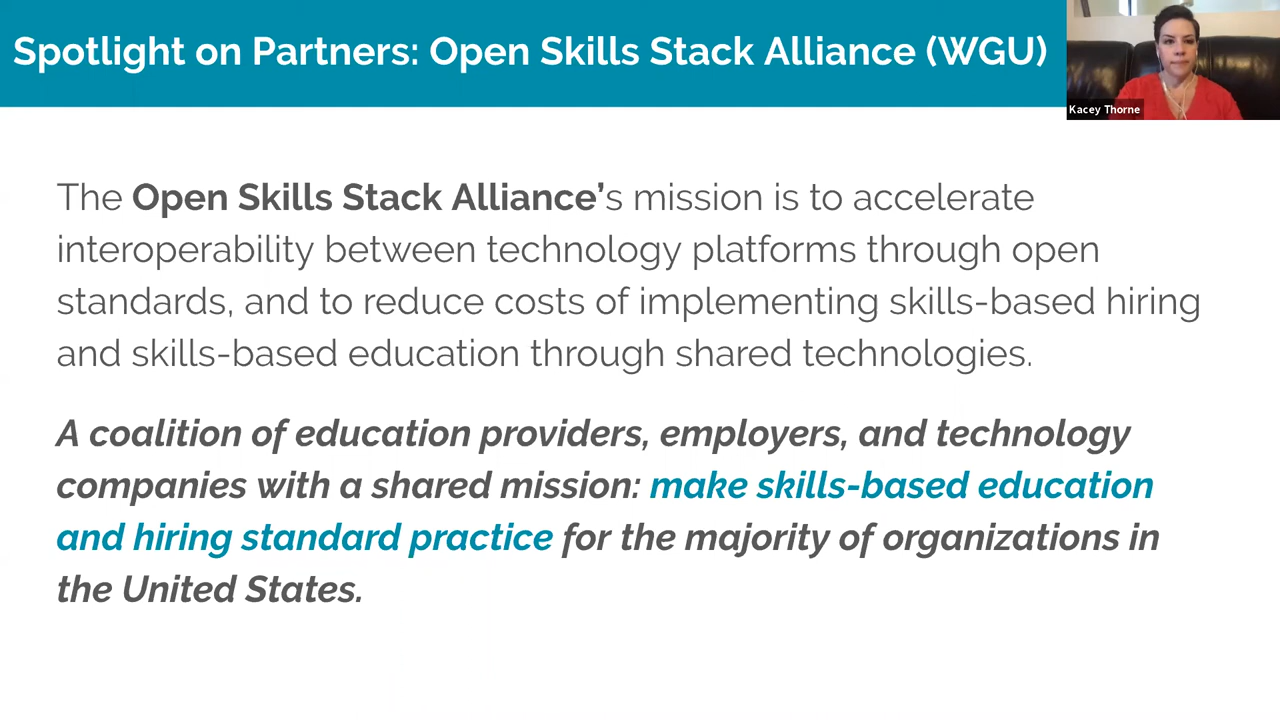 Spotlight on Partners: Open Skills Stack Alliance (WGU)
Kacey Thorne
The Open Skills Stack Alliance’s mission is to accelerate
interoperability between technology platforms through open
standards, and to reduce costs of implementing skills-based hiring
and skills-based education through shared technologies.
A coalition of education providers, employers, and technology
companies with a shared mission: make skills-based education
and hiring standard practice for the majority of organizations in
the United States.